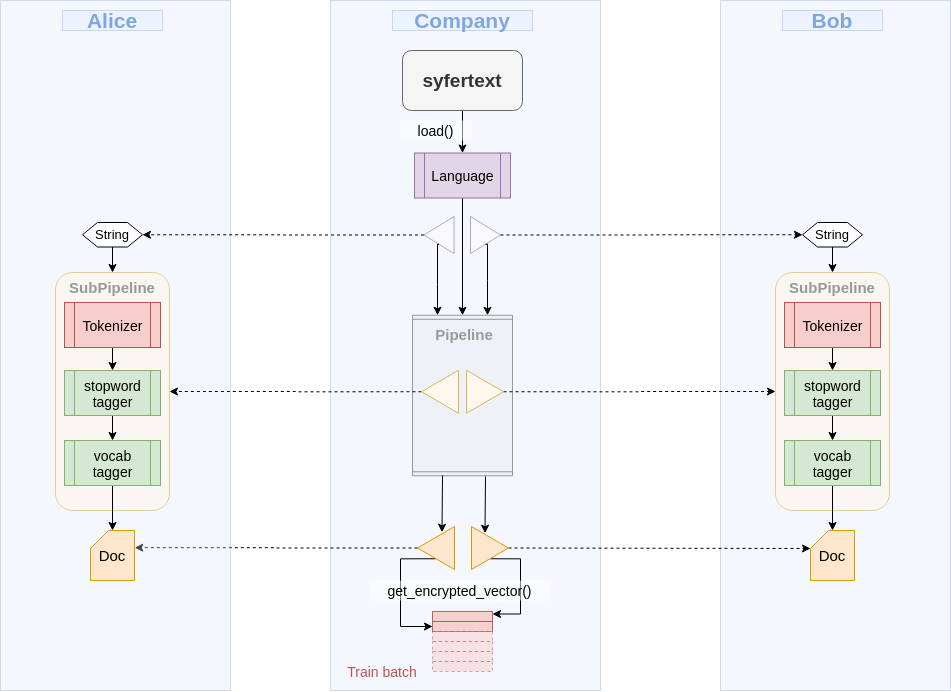 Alice
Company
Bob
syfertext
load()
Language
String
String
SubPipeline
Tokenizer
stopword
tagger
vocab
tagger
Doc
Pipeline
SubPipeline
Tokenizer
stopword
tagger
vocab
tagger
Doc
get_encrypted_vector()
Train batch